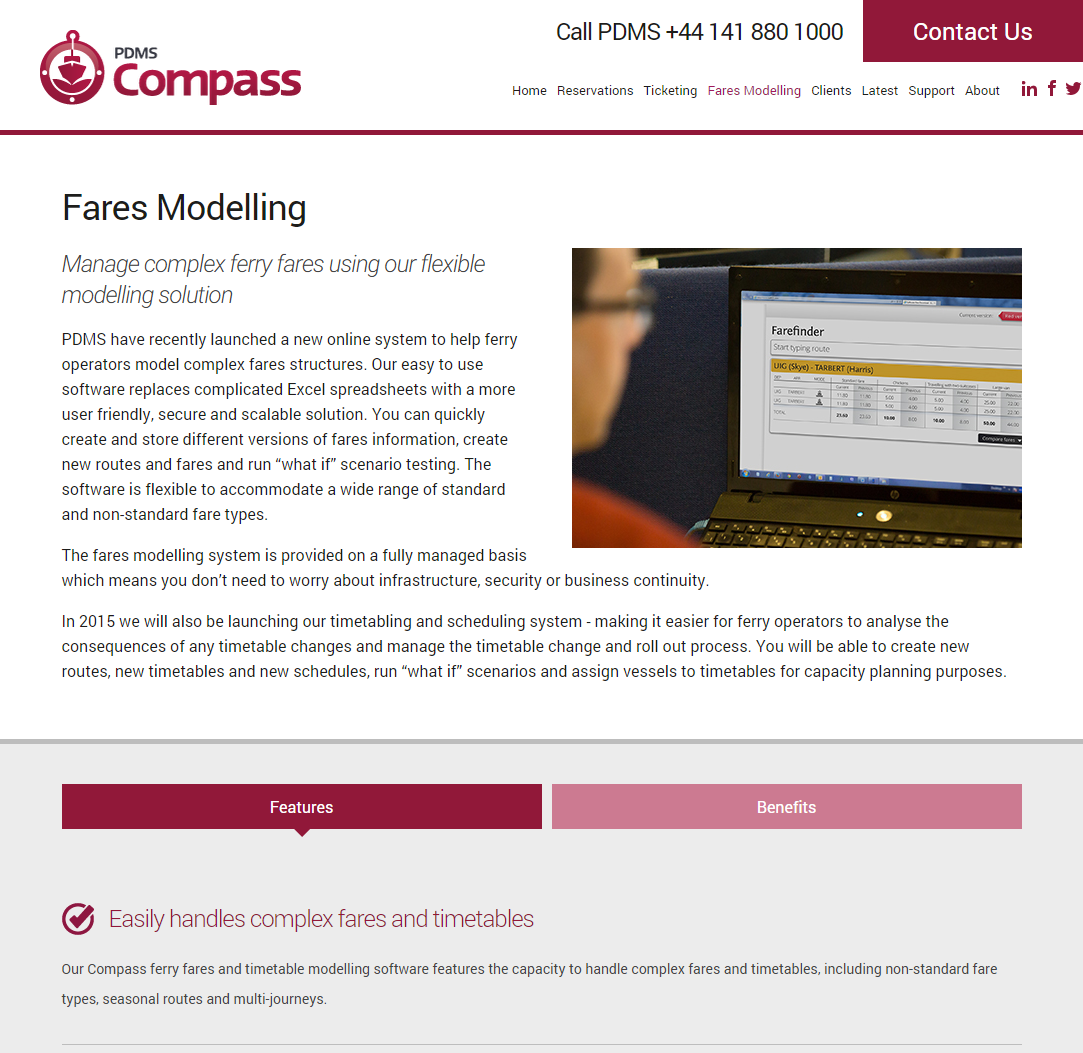 PDMS
Compass
Call PDMS +44 141 880 1000
Contact Us
Home Reservations Ticketing Fares Modelling Clients Latest Support About
Fares Modelling
Manage complex ferry fares using our flexible
modelling solution
PDMS have recently launched a new online system to help ferry
operators model complex fares structures. Our easy to use
software replaces complicated Excel spreadsheets with a more
user friendly, secure and scalable solution. You can quickly
create and store different versions of fares information, create
new routes and fares and run “what if” scenario testing. The
software is flexible to accommodate a wide range of standard
and non-standard fare types.
Farefinder
Start typing route
UIG (Skye) - TARBERT (Harris)
TOTAL
Compare fares
hp
The fares modelling system is provided on a fully managed basis
which means you don’t need to worry about infrastructure, security or business continuity.
In 2015 we will also be launching our timetabling and scheduling system - making it easier for ferry operators to analyse the
consequences of any timetable changes and manage the timetable change and roll out process. You will be able to create new
routes, new timetables and new schedules, run “what if” scenarios and assign vessels to timetables for capacity planning purposes.
Features
Benefits
Easily handles complex fares and timetables
Our Compass ferry fares and timetable modelling software features the capacity to handle complex fares and timetables, including non-standard fare
types, seasonal routes and multi-journeys.